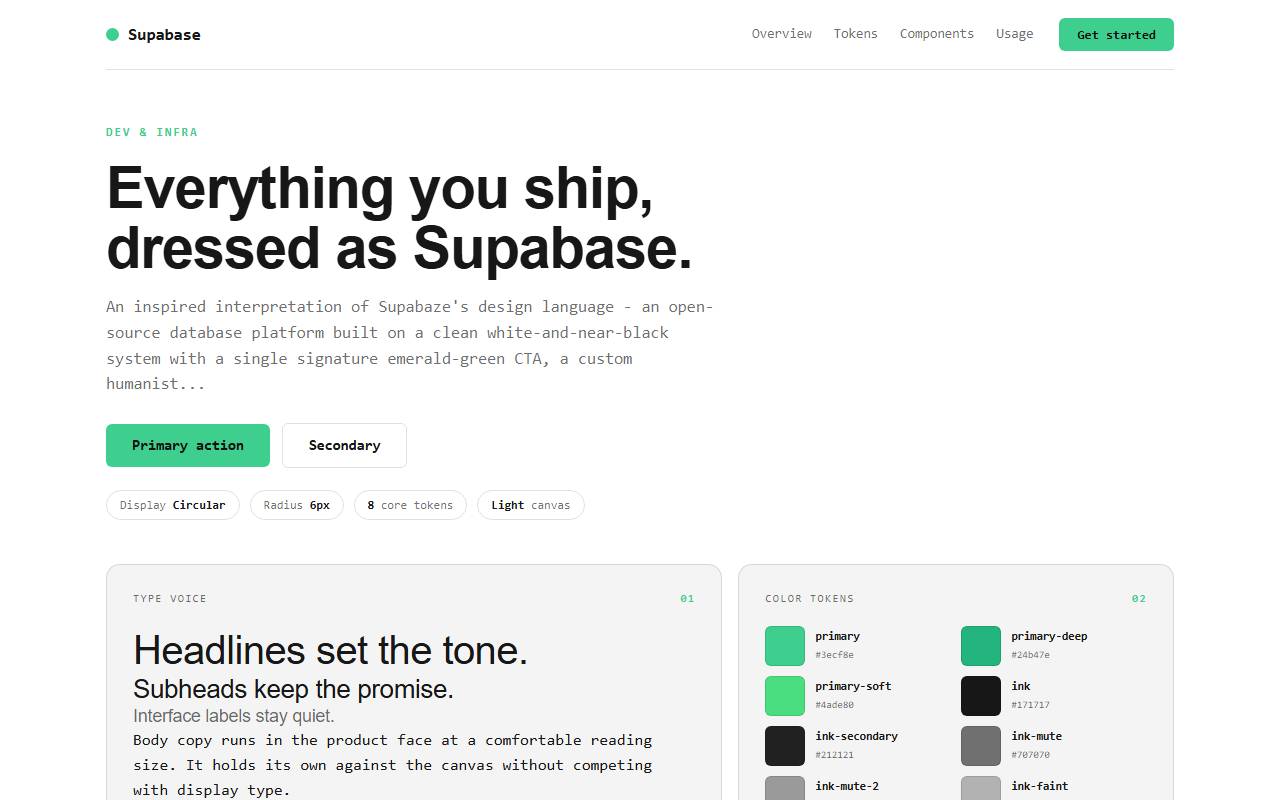 Supabase
Overview
Tokens
Components
Usage
Get started
DEV & INFRA
Everything you ship,
dressed as Supabase.
An inspired interpretation of Supabaze's design language - an open-
source database platform built on a clean white-and-near-black
system with a single signature emerald-green CTA, a custom
humanist...
Primary action
Secondary
Display Circular
Radius 6px
8 core tokens
Light canvas
TYPE VOICE
01
Headlines set the tone.
Subheads keep the promise.
Interface labels stay quiet.
Body copy runs in the product face at a comfortable reading
size. It holds its own against the canvas without competing
with display type.
COLOR TOKENS
02
primary
#3ecf8e
primary-deep
#24b47e
primary-soft
#4ade80
ink
#171717
ink-secondary
#212121
ink-mute
#707070
ink-mute-2
ink-faint